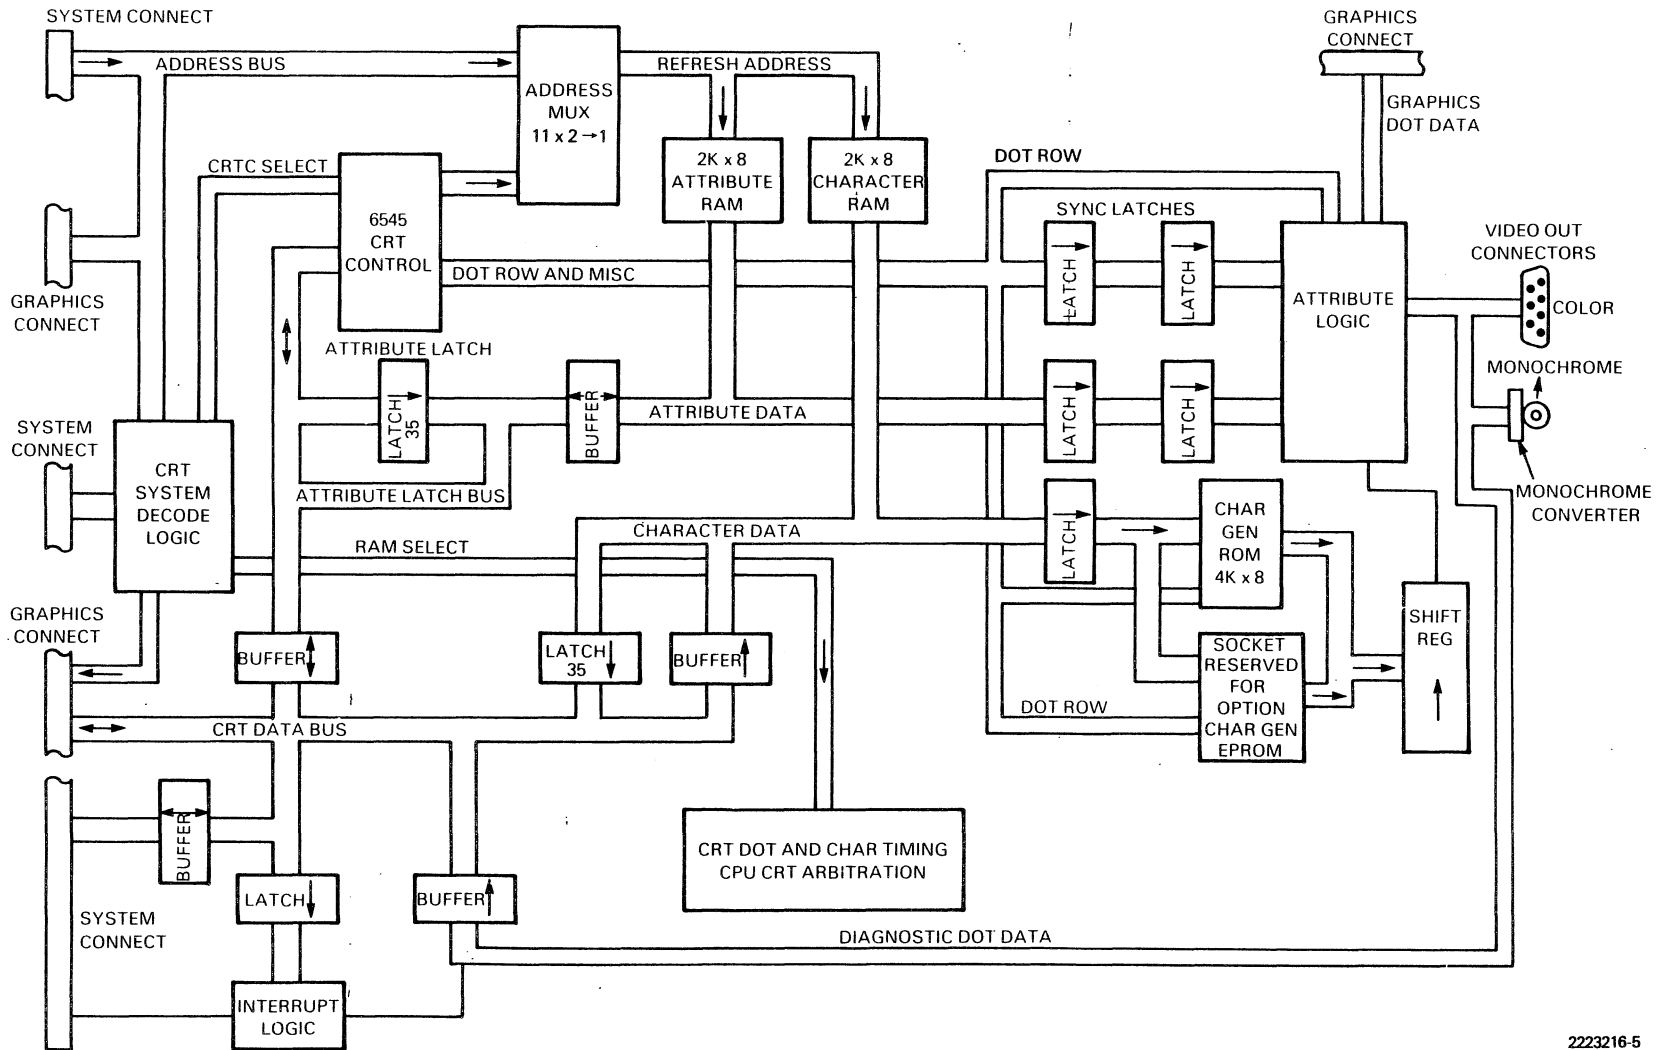 SYSTEM CONNECT
ADDRESS BUS
ADDRESS
MUX
11 x 2→1
REFRESH ADDRESS
GRAPHICS
CONNECT
GRAPHICS
DOT DATA
CRTC SELECT
6545
CRT
CONTROL
2K x 8
ATTRIBUTE
RAM
2K x 8
CHARACTER
RAM
DOT ROW
SYNC LATCHES
LATCH
LATCH
ATTRIBUTE
LOGIC
VIDEO OUT
CONNECTORS
COLOR
MONOCHROME
MONOCHROME
CONVERTER
GRAPHICS
CONNECT
DOT ROW AND MISC
ATTRIBUTE LATCH
LATCH
35
BUFFER
ATTRIBUTE DATA
LATCH
LATCH
SYSTEM
CONNECT
CRT
SYSTEM
DECODE
LOGIC
ATTRIBUTE LATCH BUS
RAM SELECT
CHARACTER DATA
LATCH
CHAR
GEN
ROM
4K x 8
SHIFT
REG
GRAPHICS
CONNECT
BUFFER
LATCH
35
BUFFER
SOCKET
RESERVED
FOR
OPTION
CHAR GEN
EPROM
DOT ROW
CRT DATA BUS
BUFFER
CRT DOT AND CHAR TIMING
CPU CRT ARBITRATION
LATCH
BUFFER
SYSTEM
CONNECT
DIAGNOSTIC DOT DATA
INTERRUPT
LOGIC
2223216-5